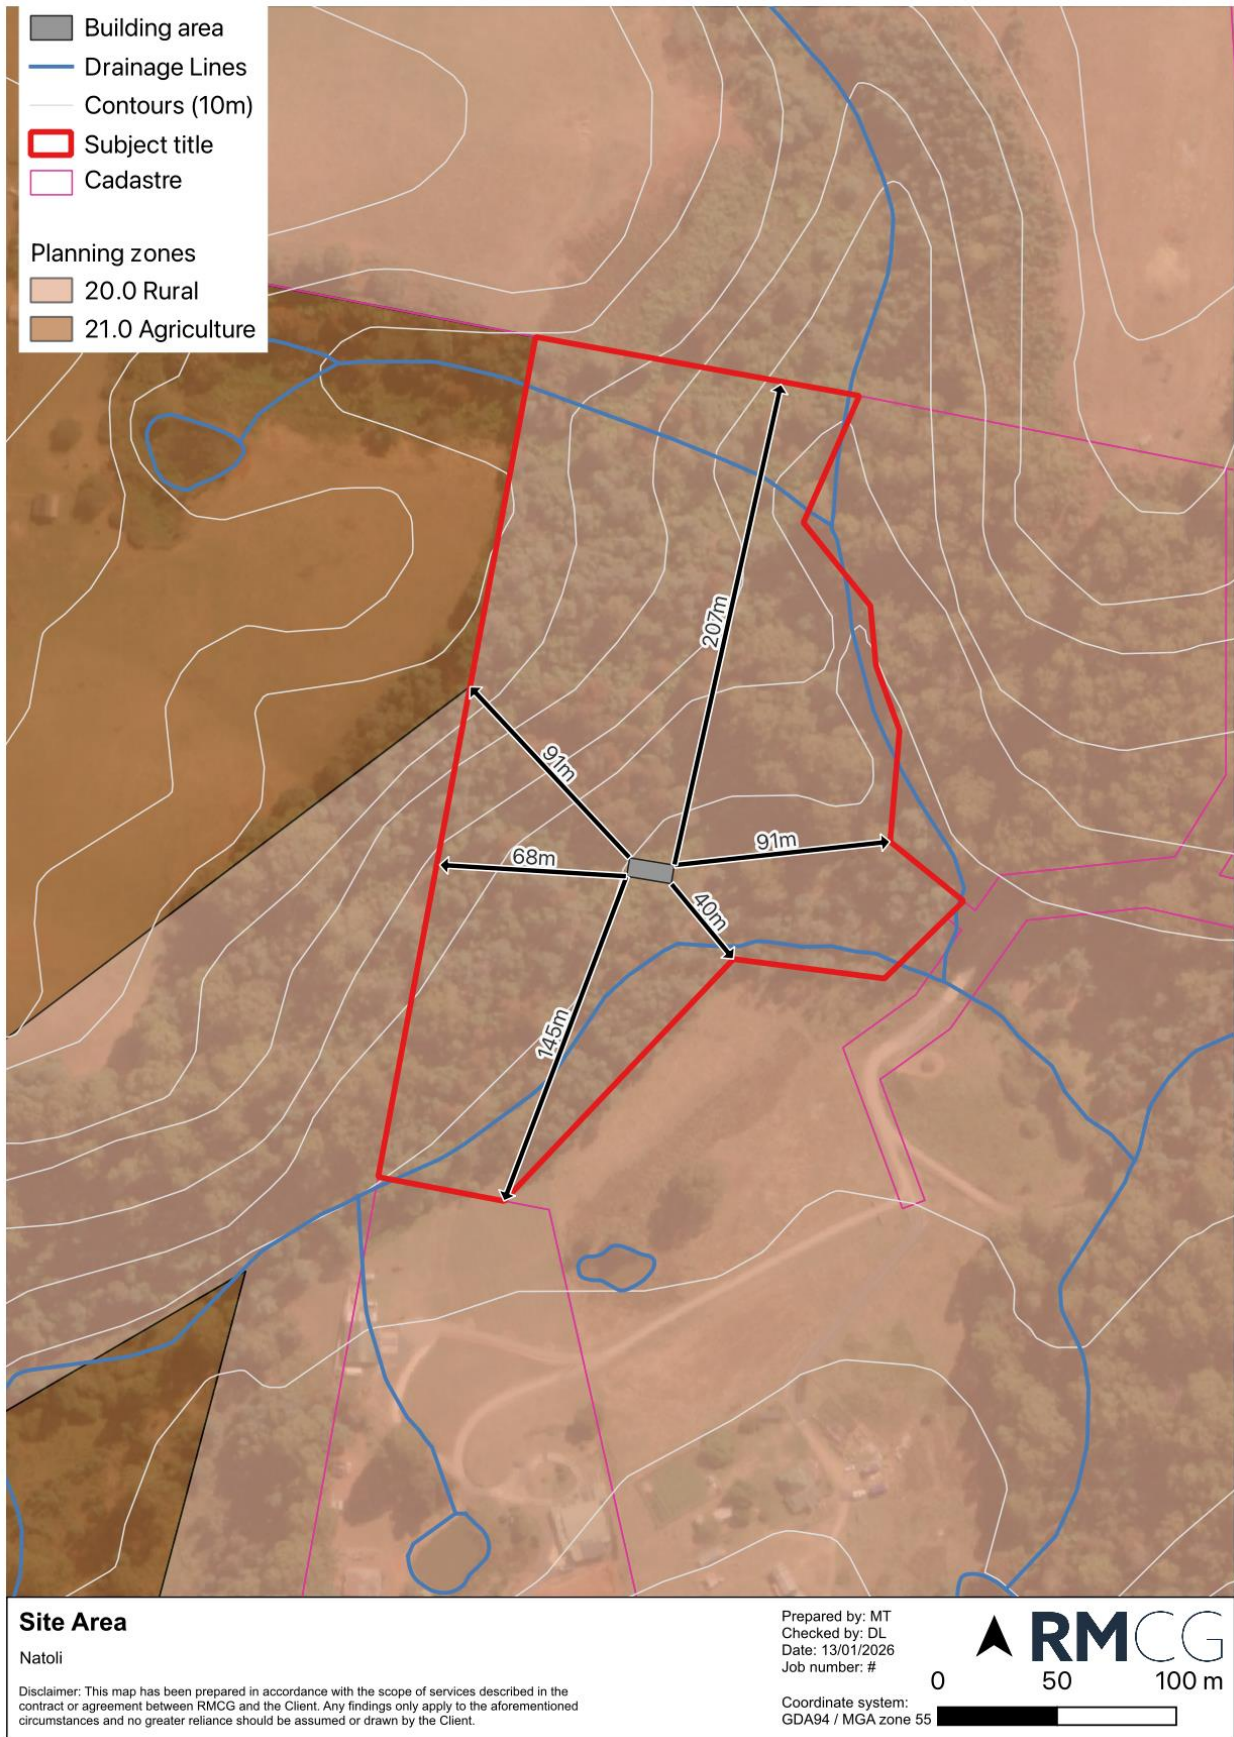 Building area
Drainage Lines
Contours (10m)
Subject title
Cadastre
Planning zones
20.0 Rural
21.0 Agriculture
207m
91m
68m
91m
40m
145m
Site Area
Natoli
Disclaimer: This map has been prepared in accordance with the scope of services described in the
contract or agreement between RMCG and the Client. Any findings only apply to the aforementioned
circumstances and no greater reliance should be assumed or drawn by the Client.
Prepared by: MT
Checked by: DL
Date: 13/01/2026
Job number: #
Coordinate system:
GDA94 / MGA zone 55
RMCG
0 50 100 m